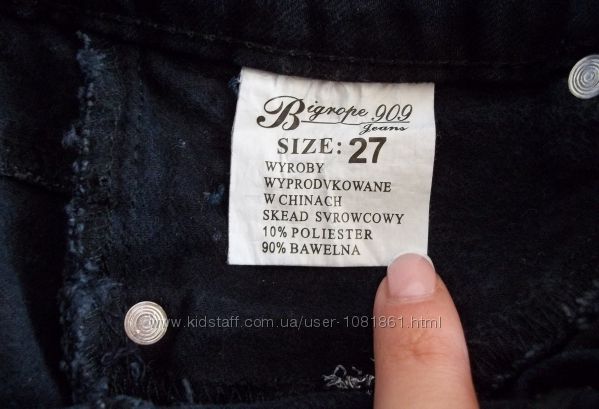 Bigrope 909
Jeans
SIZE: 27
WYROBY
WYPRODVKOWANE
W CHINACH
SKEAD SVROWCOWY
10% POLIESTER
90% BAWELNA
www.kidstaff.com.ua/user-1081861.html